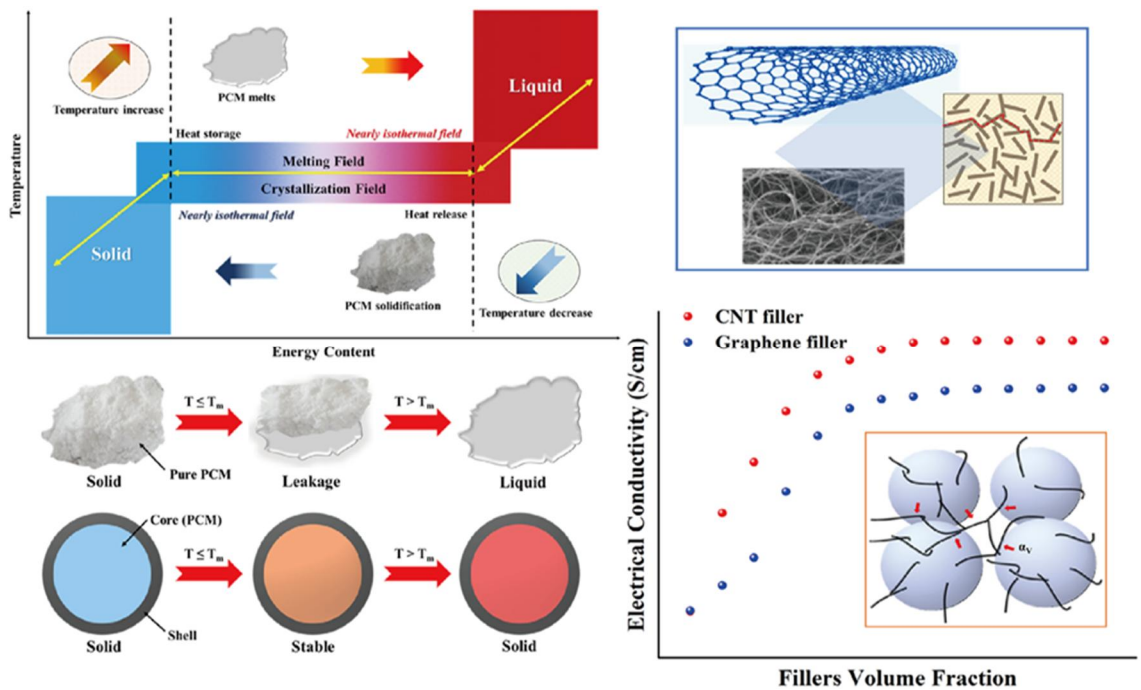 Temperature
Temperature increase
PCM melts
Liquid
Heat storage
Nearly isothermal field
Melting Field
Crystallization Field
Nearly isothermal field
Heat release
Solid
PCM solidification
Temperature decrease
Energy Content
T ≤ Tm
T > Tm
Pure PCM
Solid
Leakage
Liquid
Core (PCM)
T ≤ Tm
T > Tm
Shell
Solid
Stable
Solid
CNT filler
Graphene filler
Electrical Conductivity (S/cm)
αV
Fillers Volume Fraction